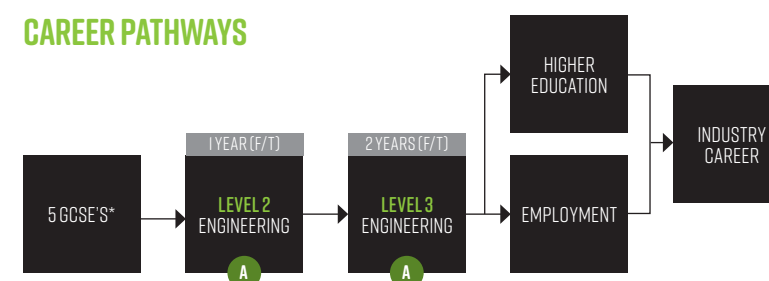 CAREER PATHWAYS
5 GCSE'S*
1 YEAR (F/T)
LEVEL 2
ENGINEERING
A
2 YEARS (F/T)
LEVEL 3
ENGINEERING
A
HIGHER
EDUCATION
EMPLOYMENT
INDUSTRY
CAREER